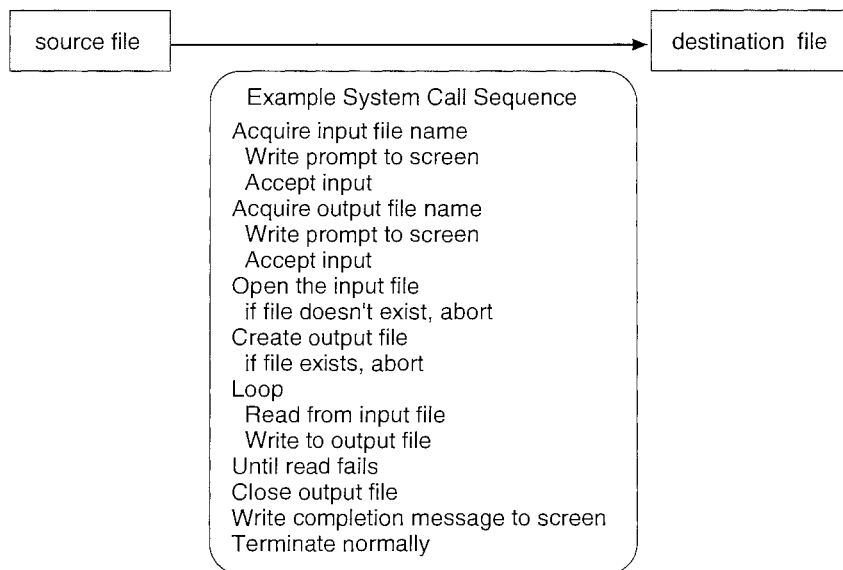 source file
destination file
Example System Call Sequence
Acquire input file name
Write prompt to screen
Accept input
Acquire output file name
Write prompt to screen
Accept input
Open the input file
if file doesn't exist, abort
Create output file
if file exists, abort
Loop
Read from input file
Write to output file
Until read fails
Close output file
Write completion message to screen
Terminate normally